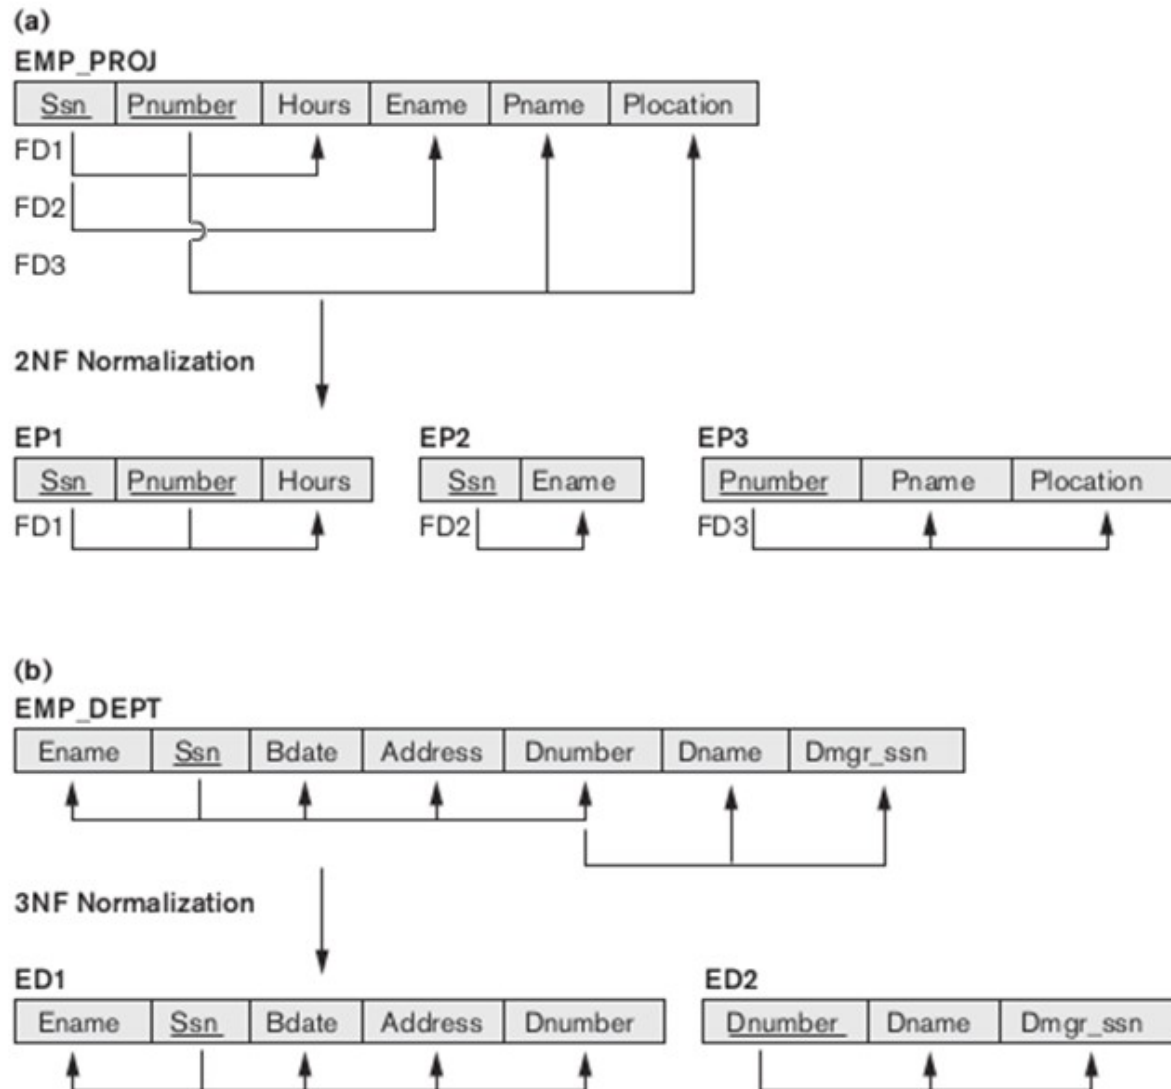 (a)
EMP_PROJ
Ssn Pnumber Hours Ename Pname Plocation
FD1
FD2
FD3
2NF Normalization
EP1 EP2 EP3
Ssn Pnumber Hours Ssn Ename Pnumber Pname Plocation
FD1 FD2 FD3
(b)
EMP_DEPT
Ename Ssn Bdate Address Dnumber Dname Dmgr_ssn
3NF Normalization
ED1 ED2
Ename Ssn Bdate Address Dnumber Dnumber Dname Dmgr_ssn